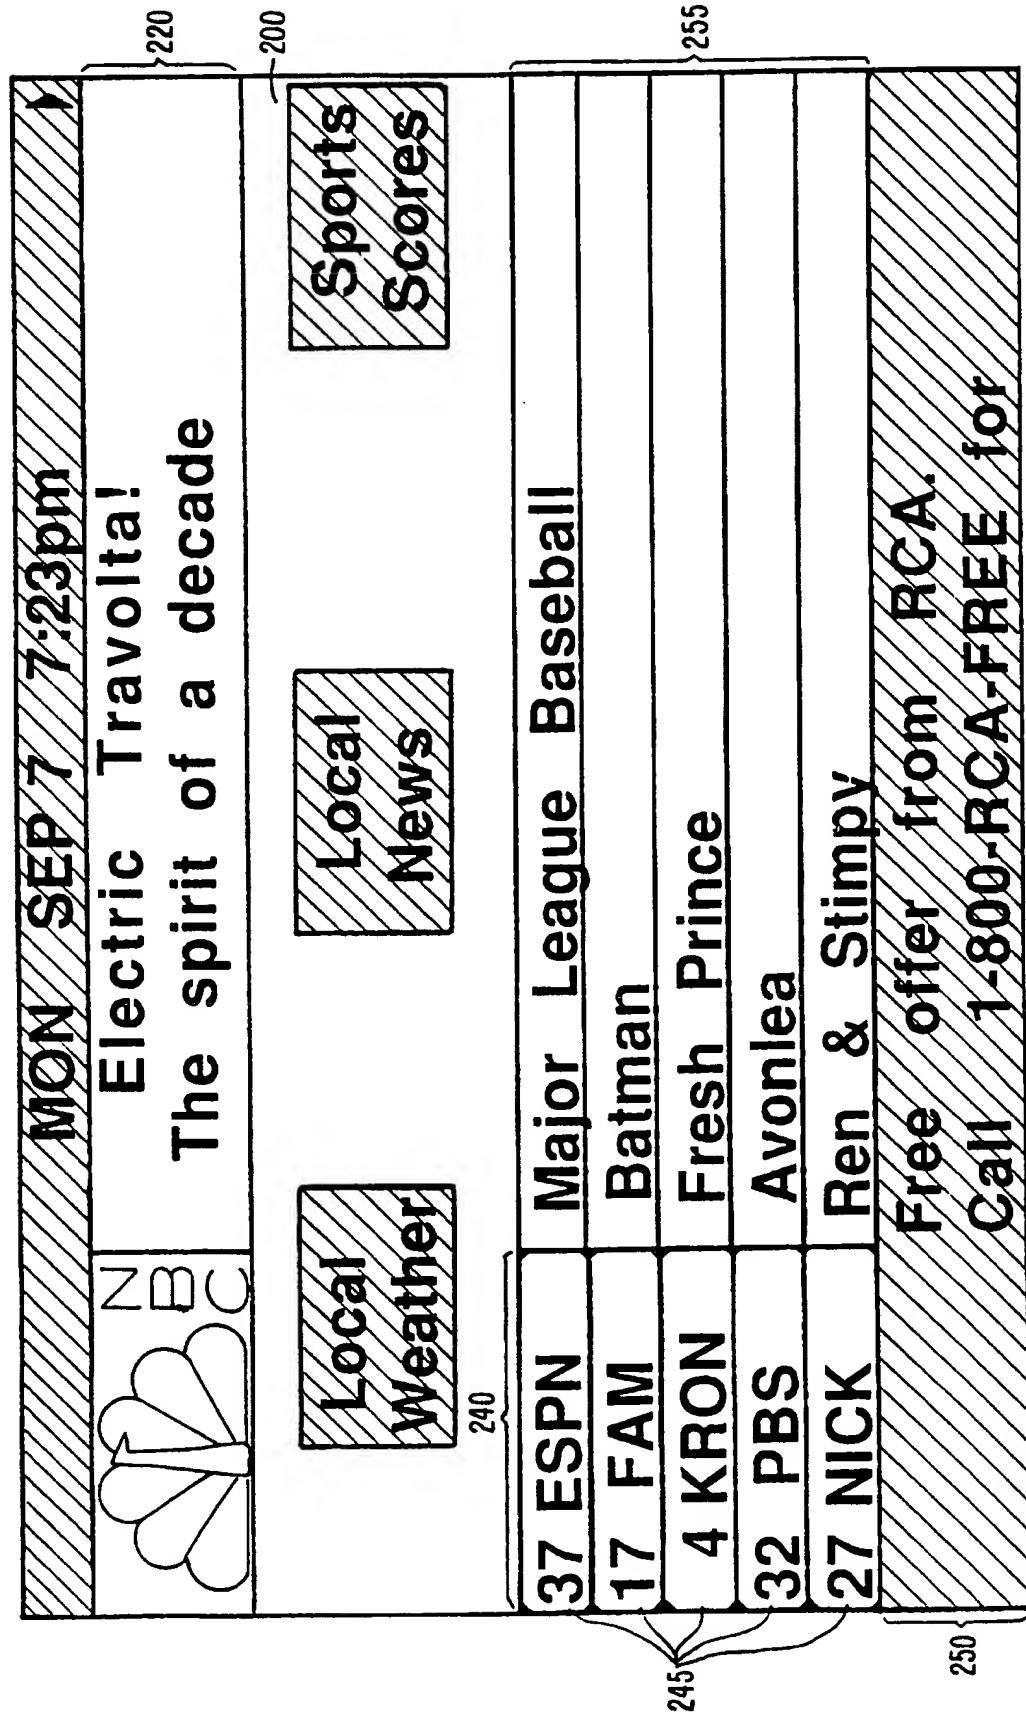 MON SEP 7 7:23pm
NBC
Electric Travolta!
The spirit of a decade
220
200
Local
Weather
Local
News
Sports
Scores
240
37 ESPN Major League Baseball
17 FAM Batman
4 KRON Fresh Prince
32 PBS Avonlea
27 NICK Ren & Stimpy
245
255
Free offer from RCA.
Call 1-800-RCA-FREE for
250